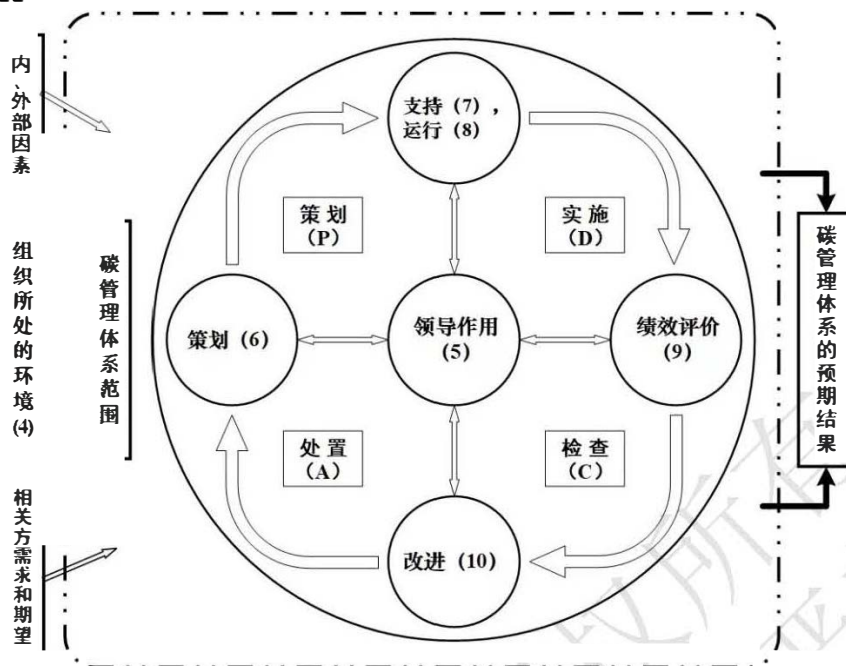 内、外部因素
支持（7），
运行（8）
策 划
（P）
实 施
（D）
组织所处的环境(4)
碳管理体系范围
策划（6）
领导作用
（5）
绩效评价
（9）
碳管理体系的预期结果
处 置
（A）
检 查
（C）
相关方需求和期望
改进（10）